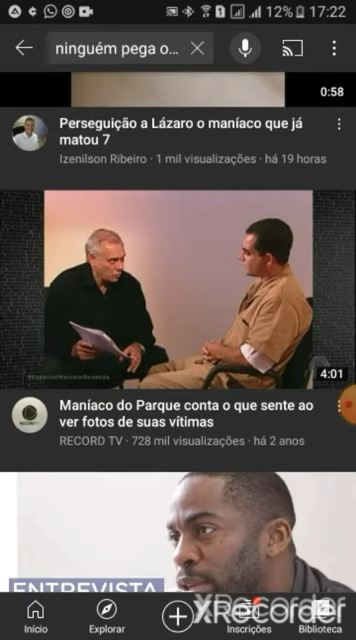 12% 17:22
ninguém pega o...
0:58
Perseguição a Lázaro o maníaco que já
matou 7
Izenilson Ribeiro · 1 mil visualizações · há 19 horas
#EspecialMarceloRezende
4:01
Maníaco do Parque conta o que sente ao
ver fotos de suas vítimas
RECORD TV · 728 mil visualizações · há 2 anos
ENTREVISTA
XRecorder
Início
Explorar
Inscrições
Biblioteca